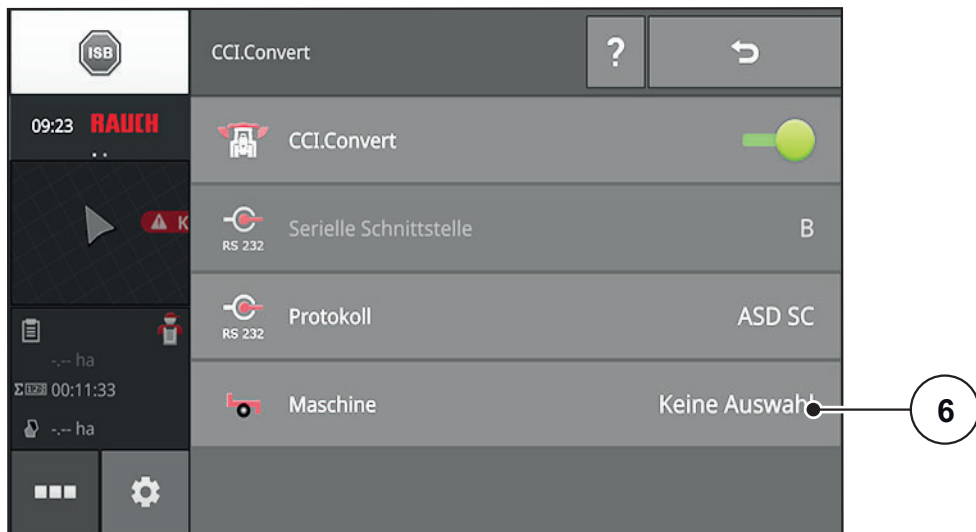 ISB
CCI.Convert
?
09:23 RAUCH
CCI.Convert
K
RS 232
Serielle Schnittstelle
B
-.-- ha
RS 232
Protokoll
ASD SC
Σ 123 00:11:33
-.-- ha
Maschine
Keine Auswahl
6